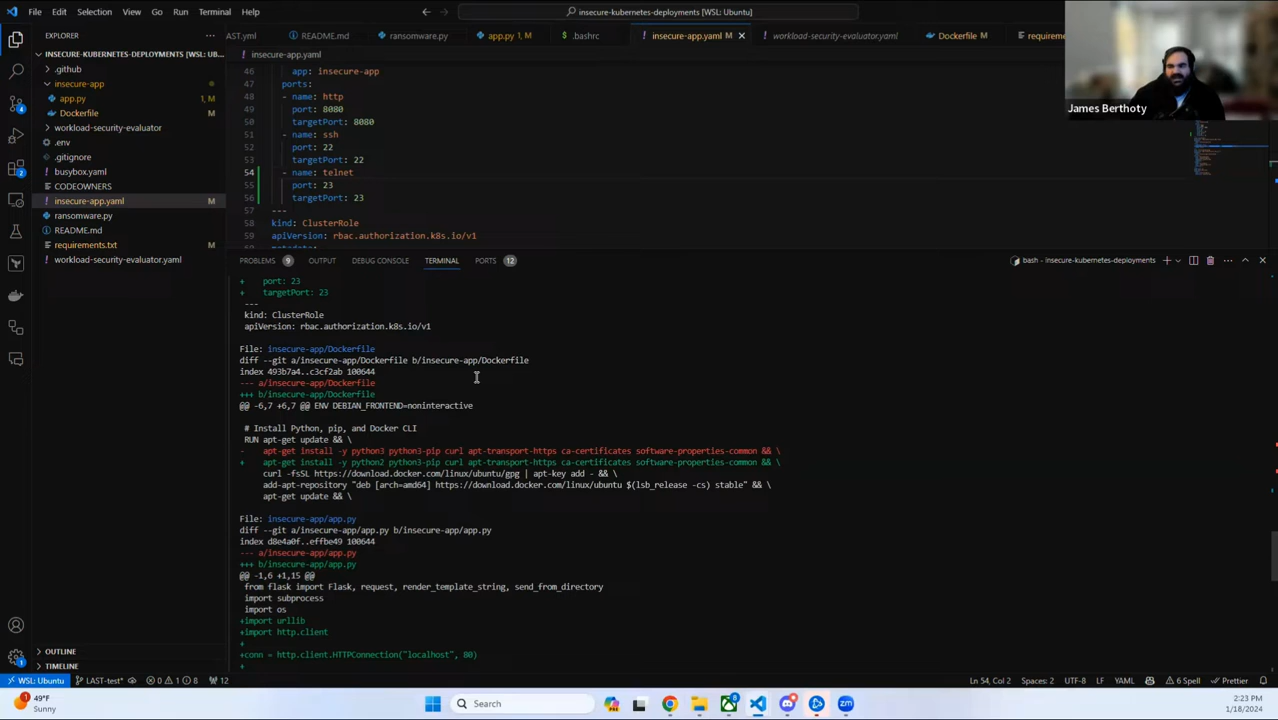 File Edit Selection View Go Run Terminal Help
insecure-kubernetes-deployments [WSL: Ubuntu]
EXPLORER
INSECURE-KUBERNETES-DEPLOYMENTS [WSL: UB...
.github
insecure-app
app.py 1, M
Dockerfile M
workload-security-evaluator
.env
.gitignore
busybox.yaml
CODEOWNERS
insecure-app.yaml M
ransomware.py
README.md
requirements.txt M
workload-security-evaluator.yaml
OUTLINE
TIMELINE
AST.yml README.md ransomware.py app.py 1, M .bashrc insecure-app.yaml M workload-security-evaluator.yaml Dockerfile M
insecure-app.yaml
46 app: insecure-app
47 ports:
48 - name: http
49 port: 8080
50 targetPort: 8080
51 - name: ssh
52 port: 22
53 targetPort: 22
54 - name: telnet
55 port: 23
56 targetPort: 23
57 ---
58 kind: ClusterRole
59 apiVersion: rbac.authorization.k8s.io/v1
James Berthoty
PROBLEMS 9 OUTPUT DEBUG CONSOLE TERMINAL PORTS 12
bash - insecure-kubernetes-deployments
+ port: 23
+ targetPort: 23
---
kind: ClusterRole
apiVersion: rbac.authorization.k8s.io/v1
File: insecure-app/Dockerfile
diff --git a/insecure-app/Dockerfile b/insecure-app/Dockerfile
index 493b7a4..c3cf2ab 100644
--- a/insecure-app/Dockerfile
+++ b/insecure-app/Dockerfile
@@ -6,7 +6,7 @@ ENV DEBIAN_FRONTEND=noninteractive
# Install Python, pip, and Docker CLI
RUN apt-get update && \
- apt-get install -y python3 python3-pip curl apt-transport-https ca-certificates software-properties-common && \
+ apt-get install -y python2 python3-pip curl apt-transport-https ca-certificates software-properties-common && \
curl -fsSL https://download.docker.com/linux/ubuntu/gpg | apt-key add - && \
add-apt-repository "deb [arch=amd64] https://download.docker.com/linux/ubuntu $(lsb_release -cs) stable" && \
apt-get update && \
File: insecure-app/app.py
diff --git a/insecure-app/app.py b/insecure-app/app.py
index d8e4a0f..effbe49 100644
--- a/insecure-app/app.py
+++ b/insecure-app/app.py
@@ -1,6 +1,15 @@
from flask import Flask, request, render_template_string, send_from_directory
import subprocess
import os
+import urllib
+import http.client
+
+conn = http.client.HTTPConnection("localhost", 80)
+
WSL: Ubuntu LAST-test* 0 1 8 12
Ln 54, Col 2 Spaces: 2 UTF-8 LF YAML 6 Spell Prettier
49°F
Sunny
Search
2:23 PM
1/18/2024